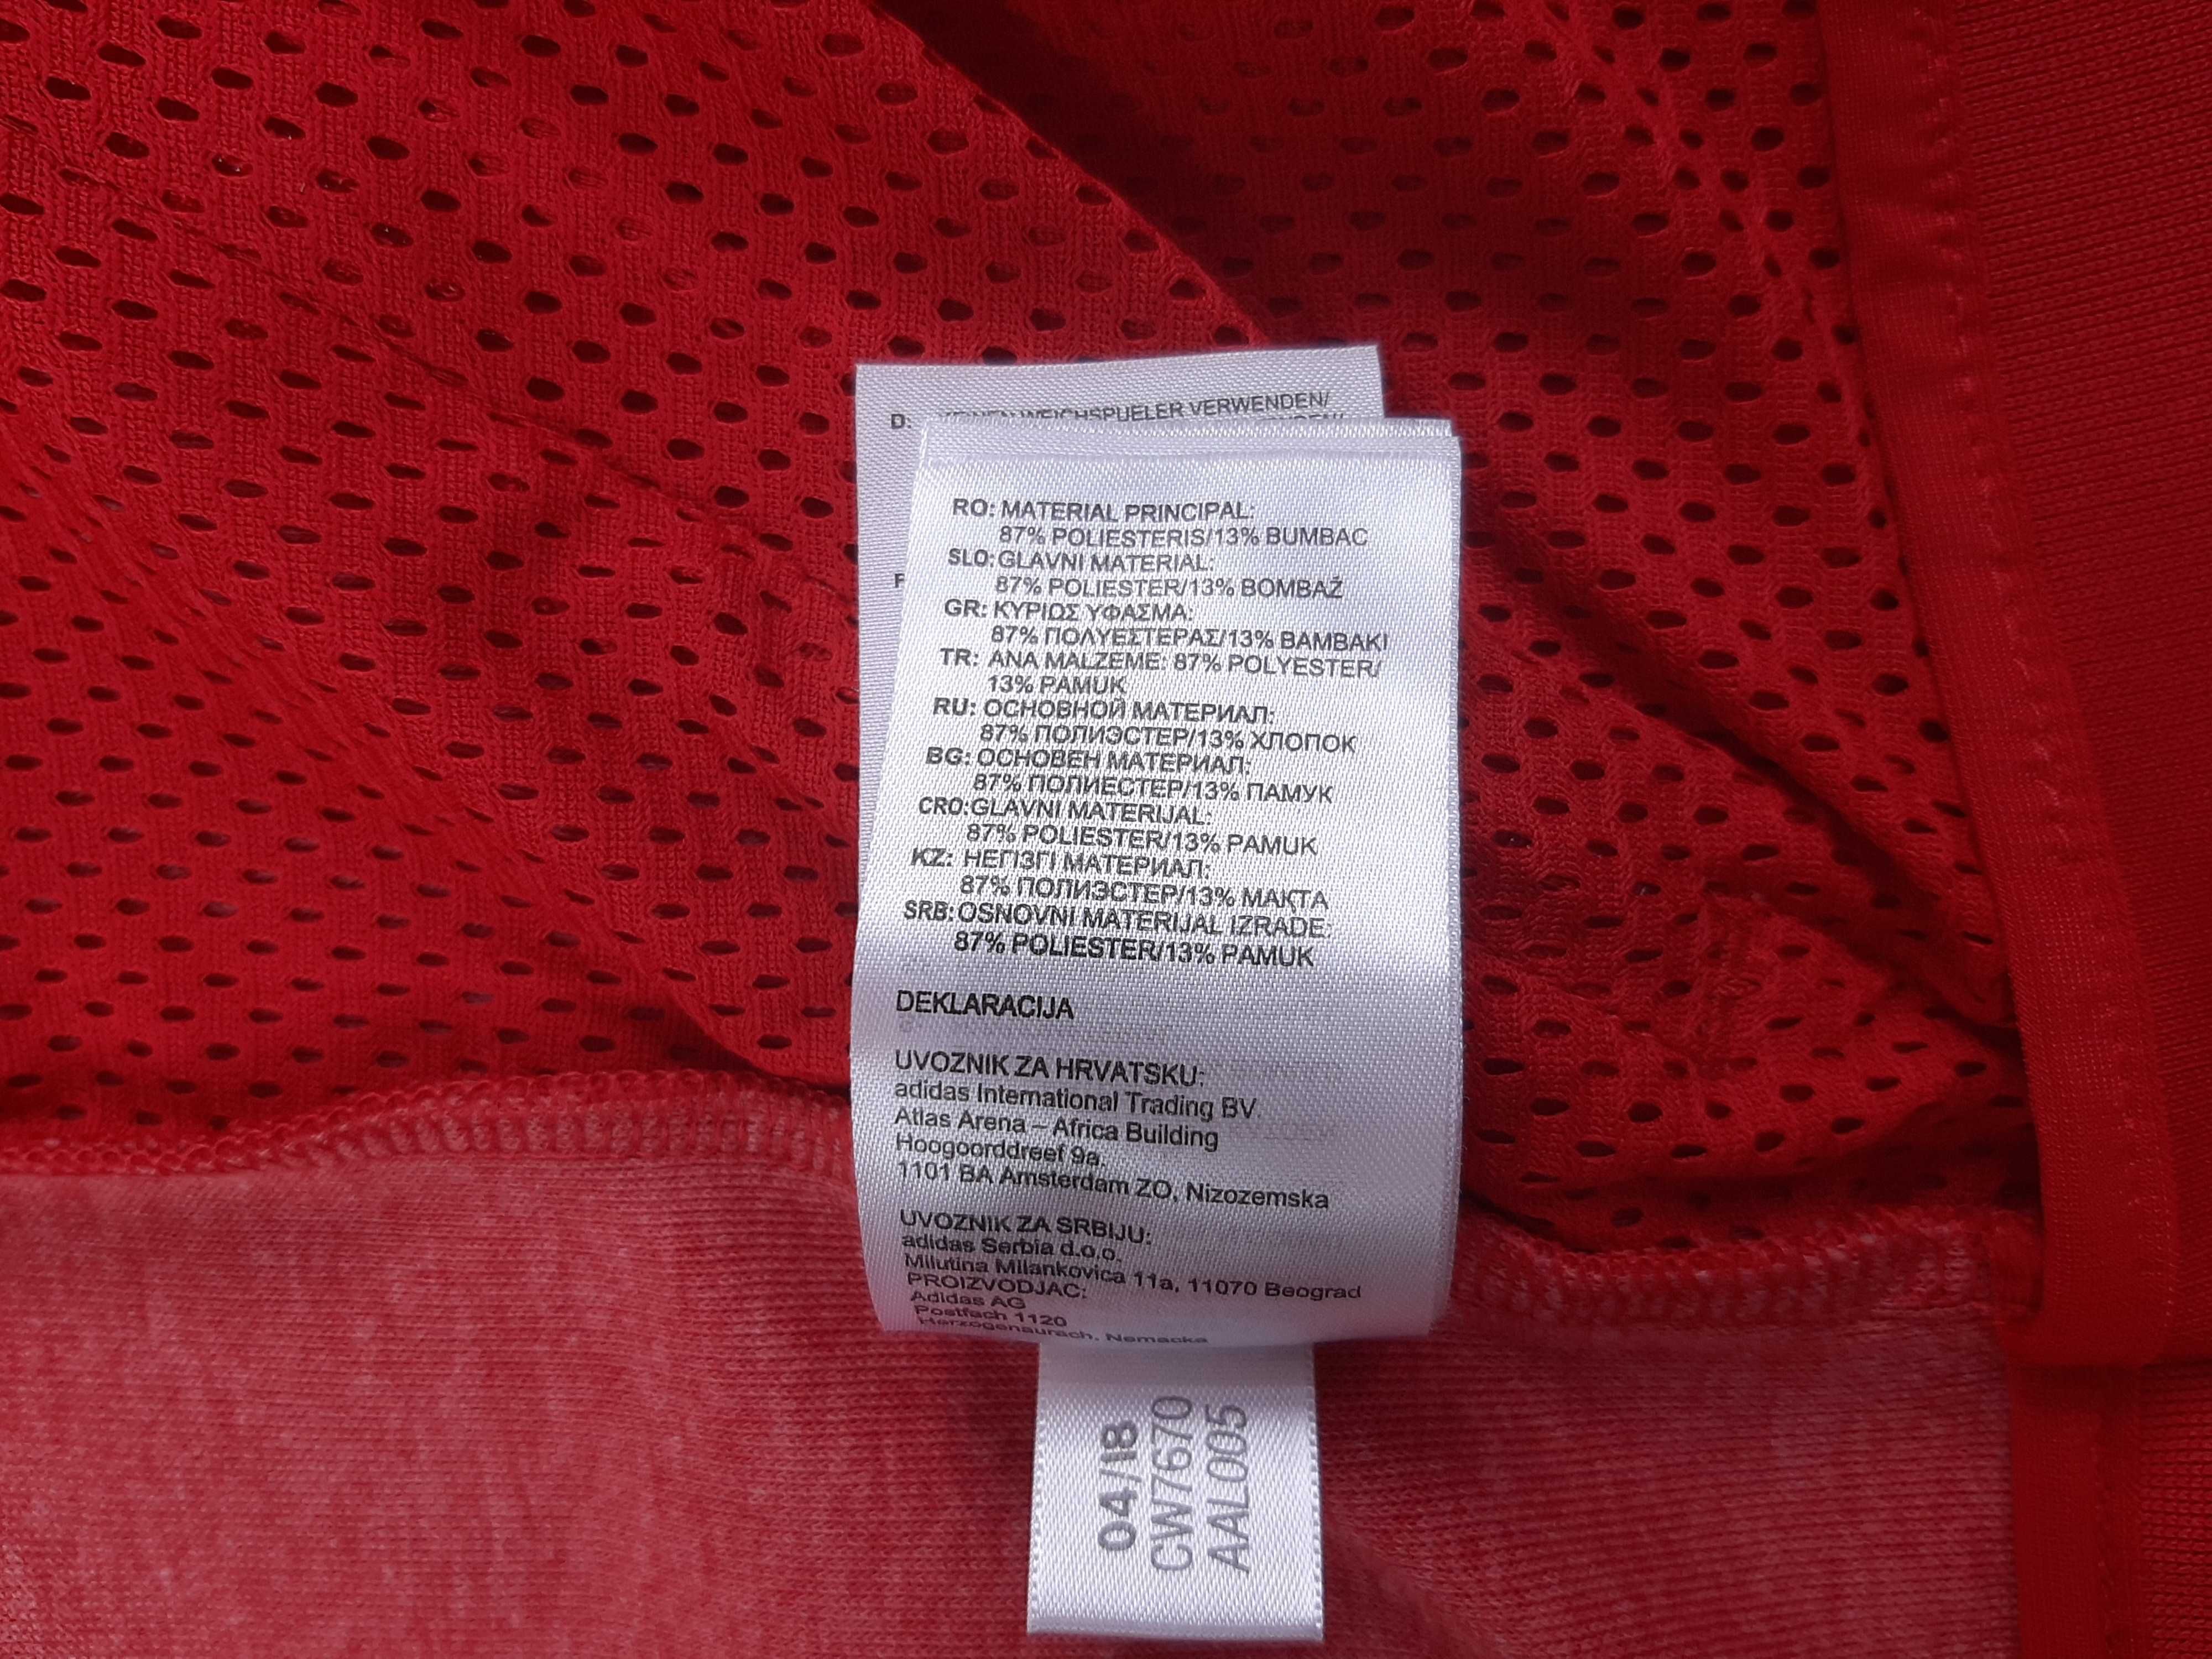 D: KEINEN WEICHSPUELER VERWENDEN/
RO: MATERIAL PRINCIPAL:
87% POLIESTERIS/13% BUMBAC
SLO: GLAVNI MATERIAL:
87% POLIESTER/13% BOMBAŽ
GR: ΚΥΡΙΟΣ ΥΦΑΣΜΑ:
87% ΠΟΛΥΕΣΤΕΡΑΣ/13% BAMBAKI
TR: ANA MALZEME: 87% POLYESTER/
13% PAMUK
RU: ОСНОВНОЙ МАТЕРИАЛ:
87% ПОЛИЭСТЕР/13% ХЛОПОК
BG: ОСНОВЕН МАТЕРИАЛ:
87% ПОЛИЕСТЕР/13% ПАМУК
CRO: GLAVNI MATERIJAL:
87% POLIESTER/13% PAMUK
KZ: НЕГІЗГІ МАТЕРИАЛ:
87% ПОЛИЭСТЕР/13% МАҚТА
SRB: OSNOVNI MATERIJAL IZRADE:
87% POLIESTER/13% PAMUK
DEKLARACIJA
UVOZNIK ZA HRVATSKU:
adidas International Trading BV.
Atlas Arena – Africa Building
Hoogoorddreef 9a.
1101 BA Amsterdam ZO, Nizozemska
UVOZNIK ZA SRBIJU:
adidas Serbia d.o.o.
Milutina Milankovica 11a, 11070 Beograd
PROIZVODJAC:
Adidas AG
Postfach 1120
Herzogenaurach, Nemacka
04/18
CW7670
AAL005